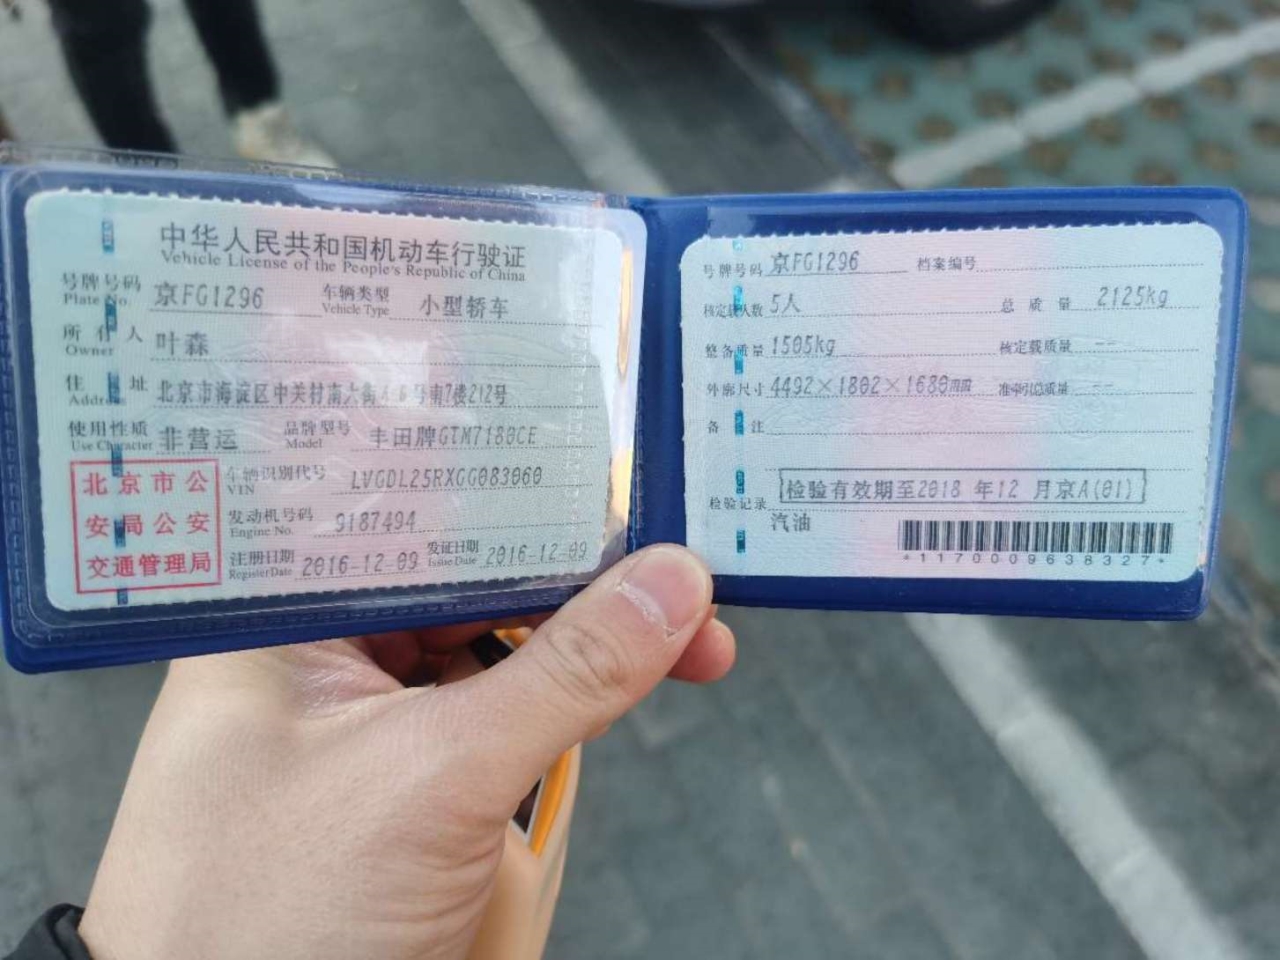 中华人民共和国机动车行驶证
Vehicle License of the People's Republic of China
号牌号码 京FG1296 车辆类型 小型轿车
Plate No. Vehicle Type
所有人 叶森
Owner
住址 北京市海淀区中关村南大街 号南7楼212号
Address
使用性质 非营运 品牌型号 丰田牌GTM7180CE
Use Character Model
北京市公
安局公安
交通管理局
车辆识别代号 LVGDL25RXGG083060
VIN
发动机号码 9187494
Engine No.
注册日期 2016-12-09 发证日期 2016-12-09
Register Date Issue Date
号牌号码 京FG1296 档案编号
核定载人数 5人 总质量 2125kg
整备质量 1505kg 核定载质量 --
外廓尺寸 4492×1802×1680mm 准牵引总质量 --
备注
检验记录 检验有效期至2018 年12 月京A(01)
汽油
*1170009638327*